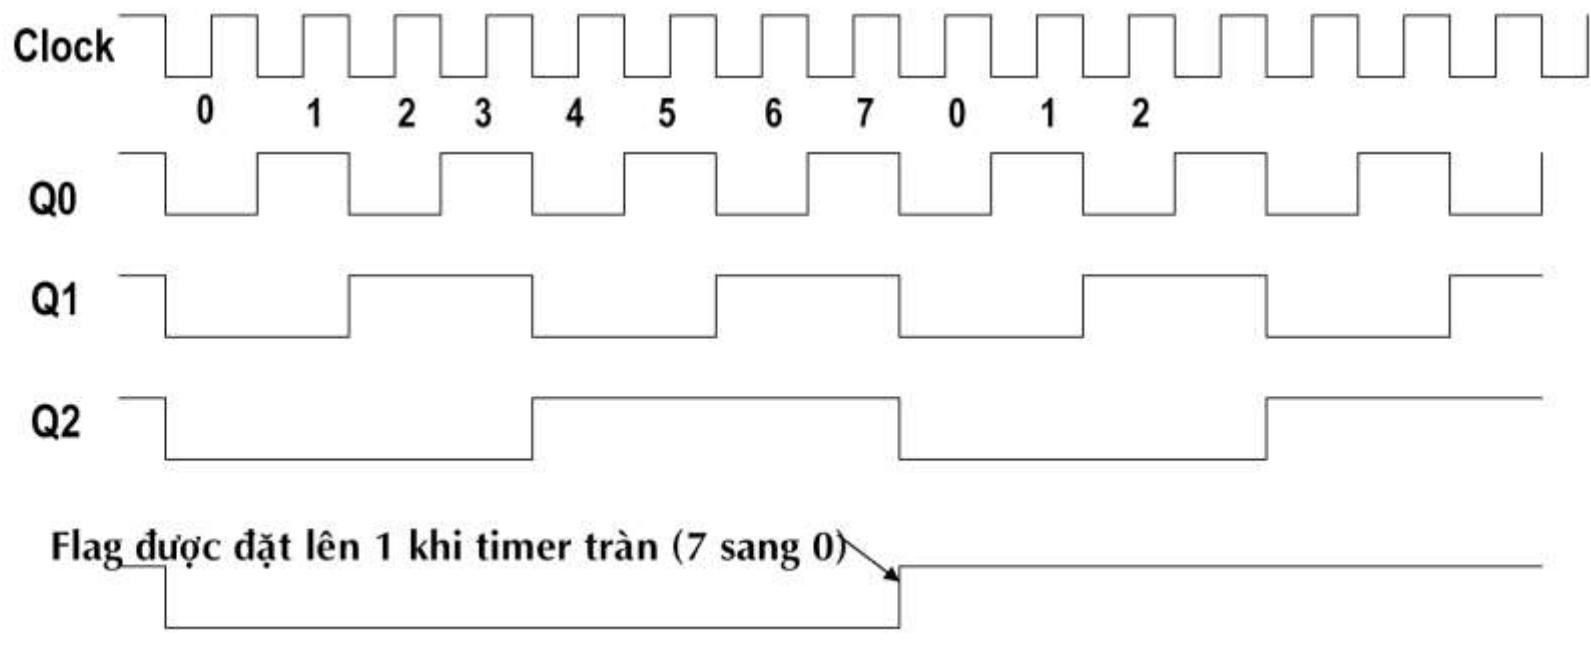 Clock
0 1 2 3 4 5 6 7 0 1 2
Q0
Q1
Q2
Flag được đặt lên 1 khi timer tràn (7 sang 0)